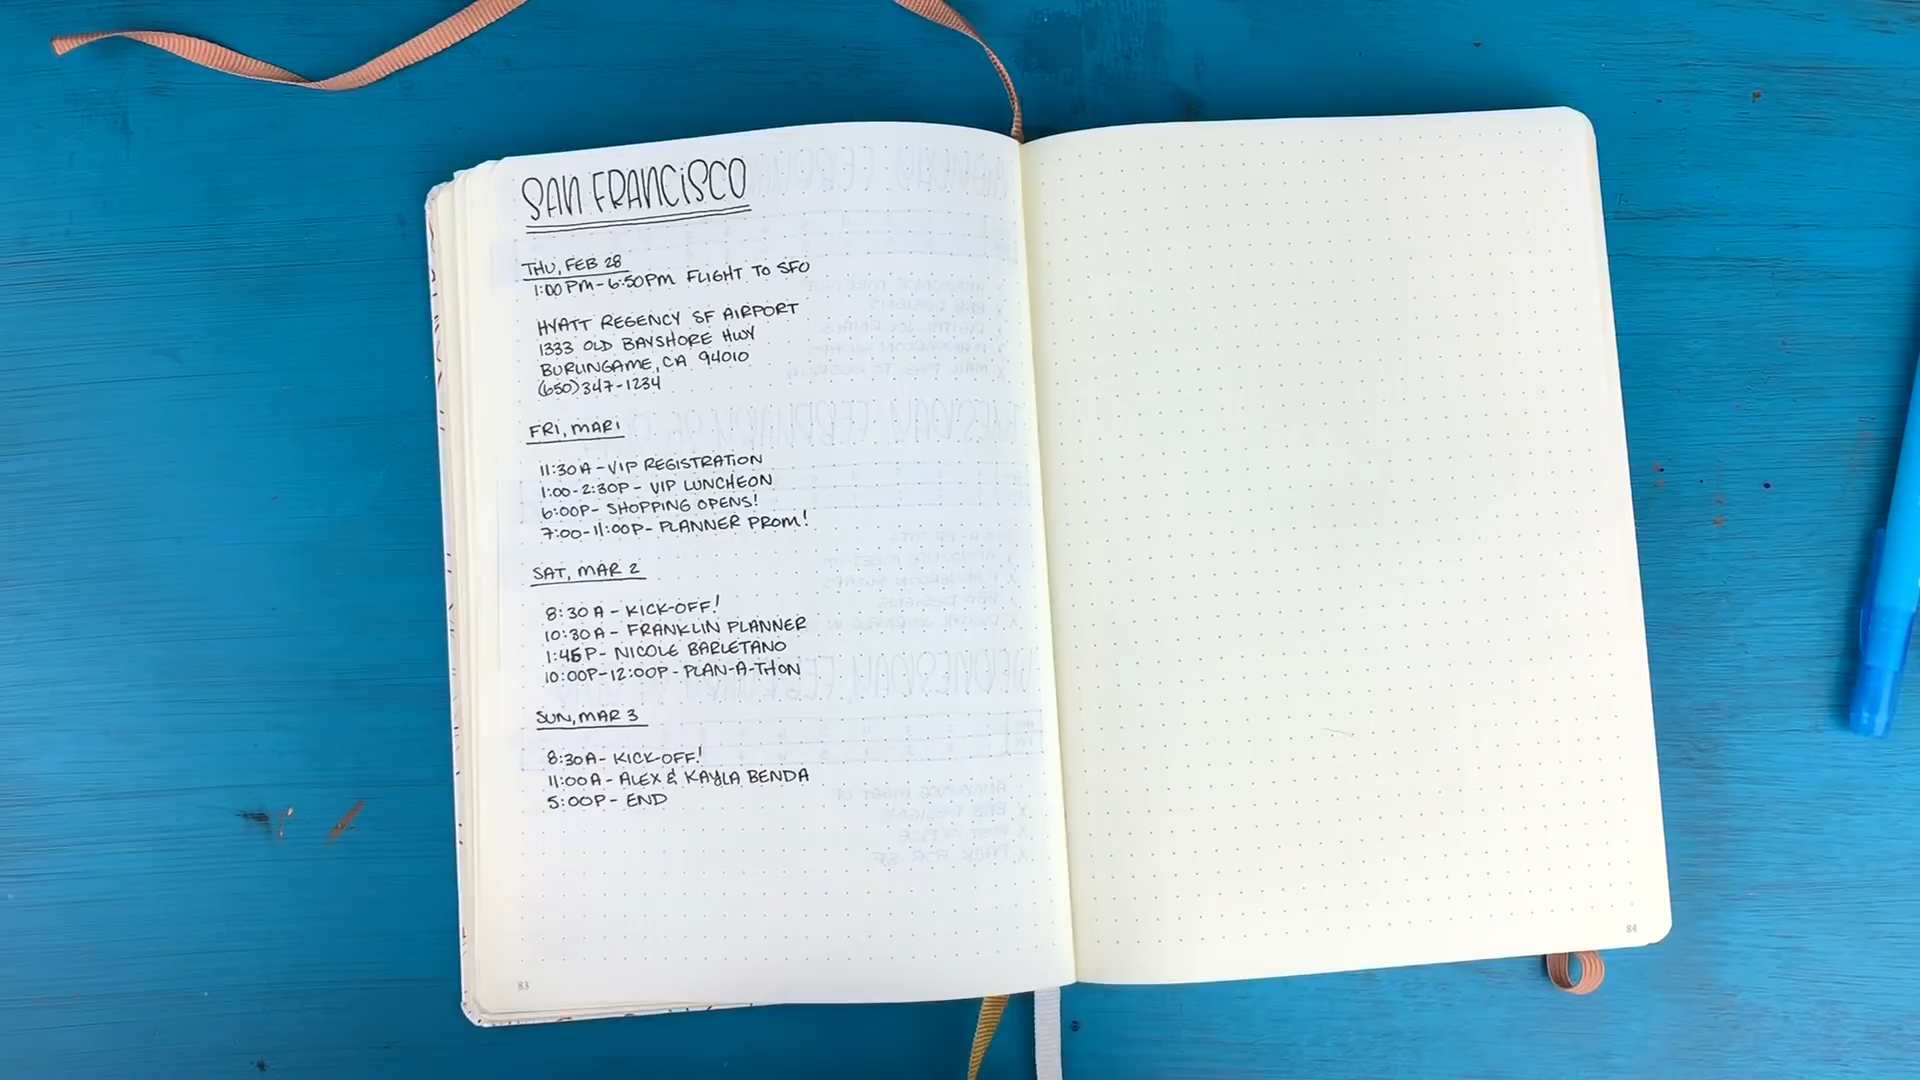 SAN FRANCISCO
THU, FEB 28
1:00PM-6:50PM FLIGHT TO SFO
HYATT REGENCY SF AIRPORT
1333 OLD BAYSHORE HWY
BURLINGAME, CA 94010
(650)347-1234
FRI, MAR 1
11:30A-VIP REGISTRATION
1:00-2:30P- VIP LUNCHEON
6:00P- SHOPPING OPENS!
7:00-11:00P- PLANNER PROM!
SAT, MAR 2
8:30A- KICK-OFF!
10:30A- FRANKLIN PLANNER
1:45P- NICOLE BARLETANO
10:00P-12:00P- PLAN-A-THON
SUN, MAR 3
8:30A- KICK-OFF!
11:00A- ALEX & KAYLA BENDA
5:00P- END
83
84